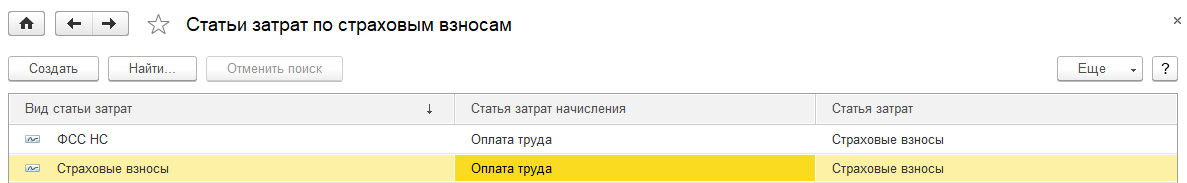 Статьи затрат по страховым взносам
Создать Найти... Отменить поиск Еще ?
Вид статьи затрат ↓ Статья затрат начисления Статья затрат
ФСС НС Оплата труда Страховые взносы
Страховые взносы Оплата труда Страховые взносы